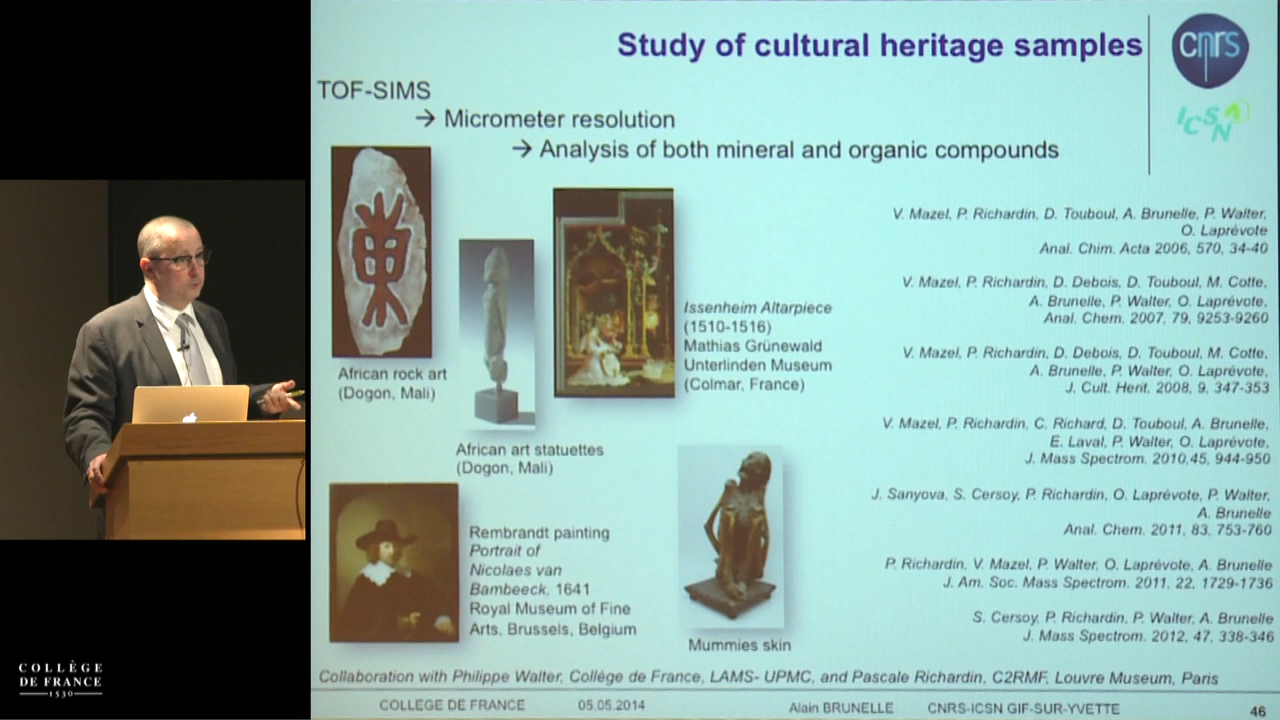 Study of cultural heritage samples
cnrs
ICSN
TOF-SIMS
→ Micrometer resolution
→ Analysis of both mineral and organic compounds
African rock art
(Dogon, Mali)
African art statuettes
(Dogon, Mali)
Issenheim Altarpiece
(1510-1516)
Mathias Grünewald
Unterlinden Museum
(Colmar, France)
Rembrandt painting
Portrait of
Nicolaes van
Bambeeck, 1641
Royal Museum of Fine
Arts, Brussels, Belgium
Mummies skin
V. Mazel, P. Richardin, D. Touboul, A. Brunelle, P. Walter,
O. Laprévote
Anal. Chim. Acta 2006, 570, 34-40
V. Mazel, P. Richardin, D. Debois, D. Touboul, M. Cotte,
A. Brunelle, P. Walter, O. Laprévote,
Anal. Chem. 2007, 79, 9253-9260
V. Mazel, P. Richardin, D. Debois, D. Touboul, M. Cotte,
A. Brunelle, P. Walter, O. Laprévote,
J. Cult. Herit. 2008, 9, 347-353
V. Mazel, P. Richardin, C. Richard, D. Touboul, A. Brunelle,
E. Laval, P. Walter, O. Laprévote,
J. Mass Spectrom. 2010,45, 944-950
J. Sanyova, S. Cersoy, P. Richardin, O. Laprévote, P. Walter,
A. Brunelle
Anal. Chem. 2011, 83, 753-760
P. Richardin, V. Mazel, P. Walter, O. Laprévote, A. Brunelle
J. Am. Soc. Mass Spectrom. 2011, 22, 1729-1736
S. Cersoy, P. Richardin, P. Walter, A. Brunelle
J. Mass Spectrom. 2012, 47, 338-346
Collaboration with Philippe Walter, Collège de France, LAMS- UPMC, and Pascale Richardin, C2RMF, Louvre Museum, Paris
COLLEGE DE FRANCE 05.05.2014 Alain BRUNELLE CNRS-ICSN GIF-SUR-YVETTE 46
COLLÈGE
DE FRANCE
1530